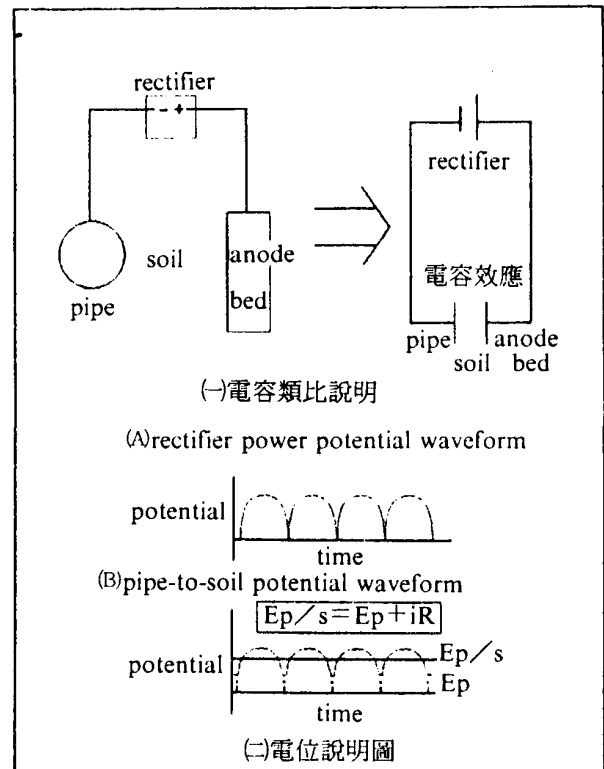 rectifier
- +
rectifier
soil
anode
bed
pipe
電容效應
pipe
anode
soil
bed
㈠電容類比說明
(A)rectifier power potential waveform
potential
time
(B)pipe-to-soil potential waveform
Ep/s=Ep+iR
potential
Ep/s
Ep
time
㈡電位說明圖